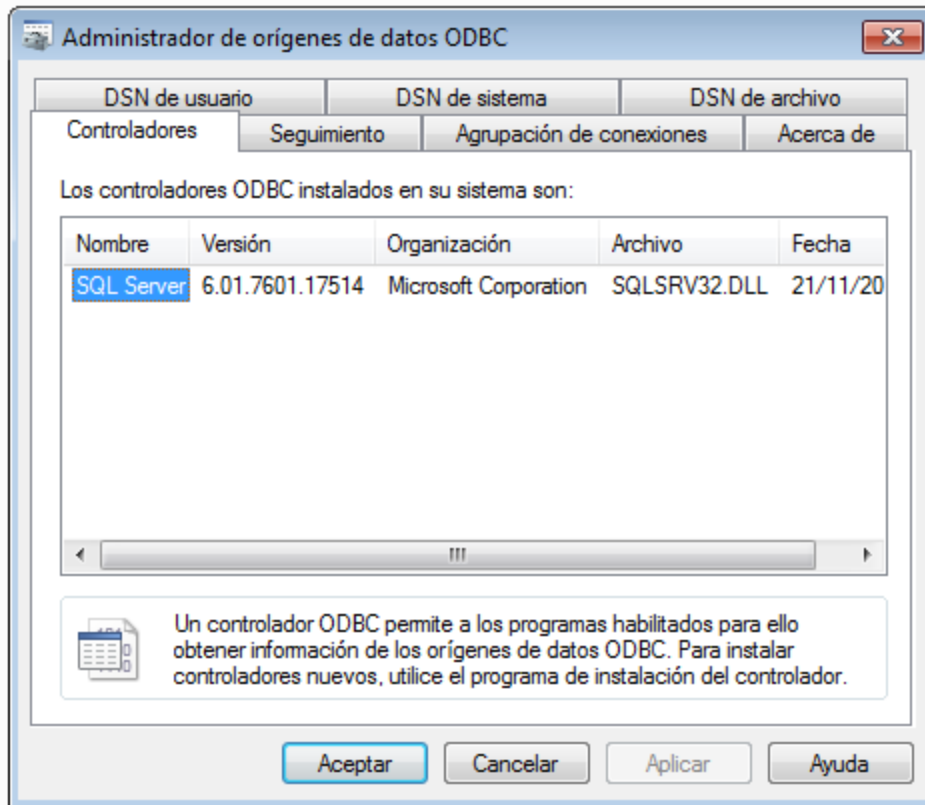 Administrador de orígenes de datos ODBC
DSN de usuario DSN de sistema DSN de archivo
Controladores Seguimiento Agrupación de conexiones Acerca de
Los controladores ODBC instalados en su sistema son:
Nombre Versión Organización Archivo Fecha
SQL Server 6.01.7601.17514 Microsoft Corporation SQLSRV32.DLL 21/11/20
Un controlador ODBC permite a los programas habilitados para ello
obtener información de los orígenes de datos ODBC. Para instalar
controladores nuevos, utilice el programa de instalación del controlador.
Aceptar Cancelar Aplicar Ayuda